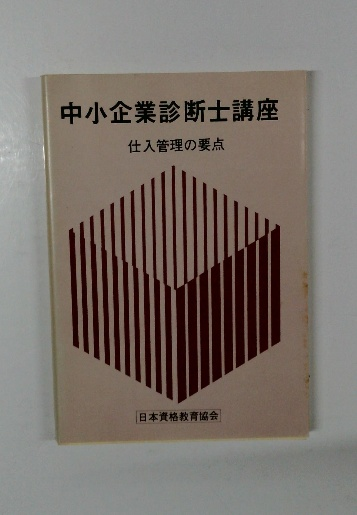 中小企業診断士講座
仕入管理の要点
日本資格教育協会